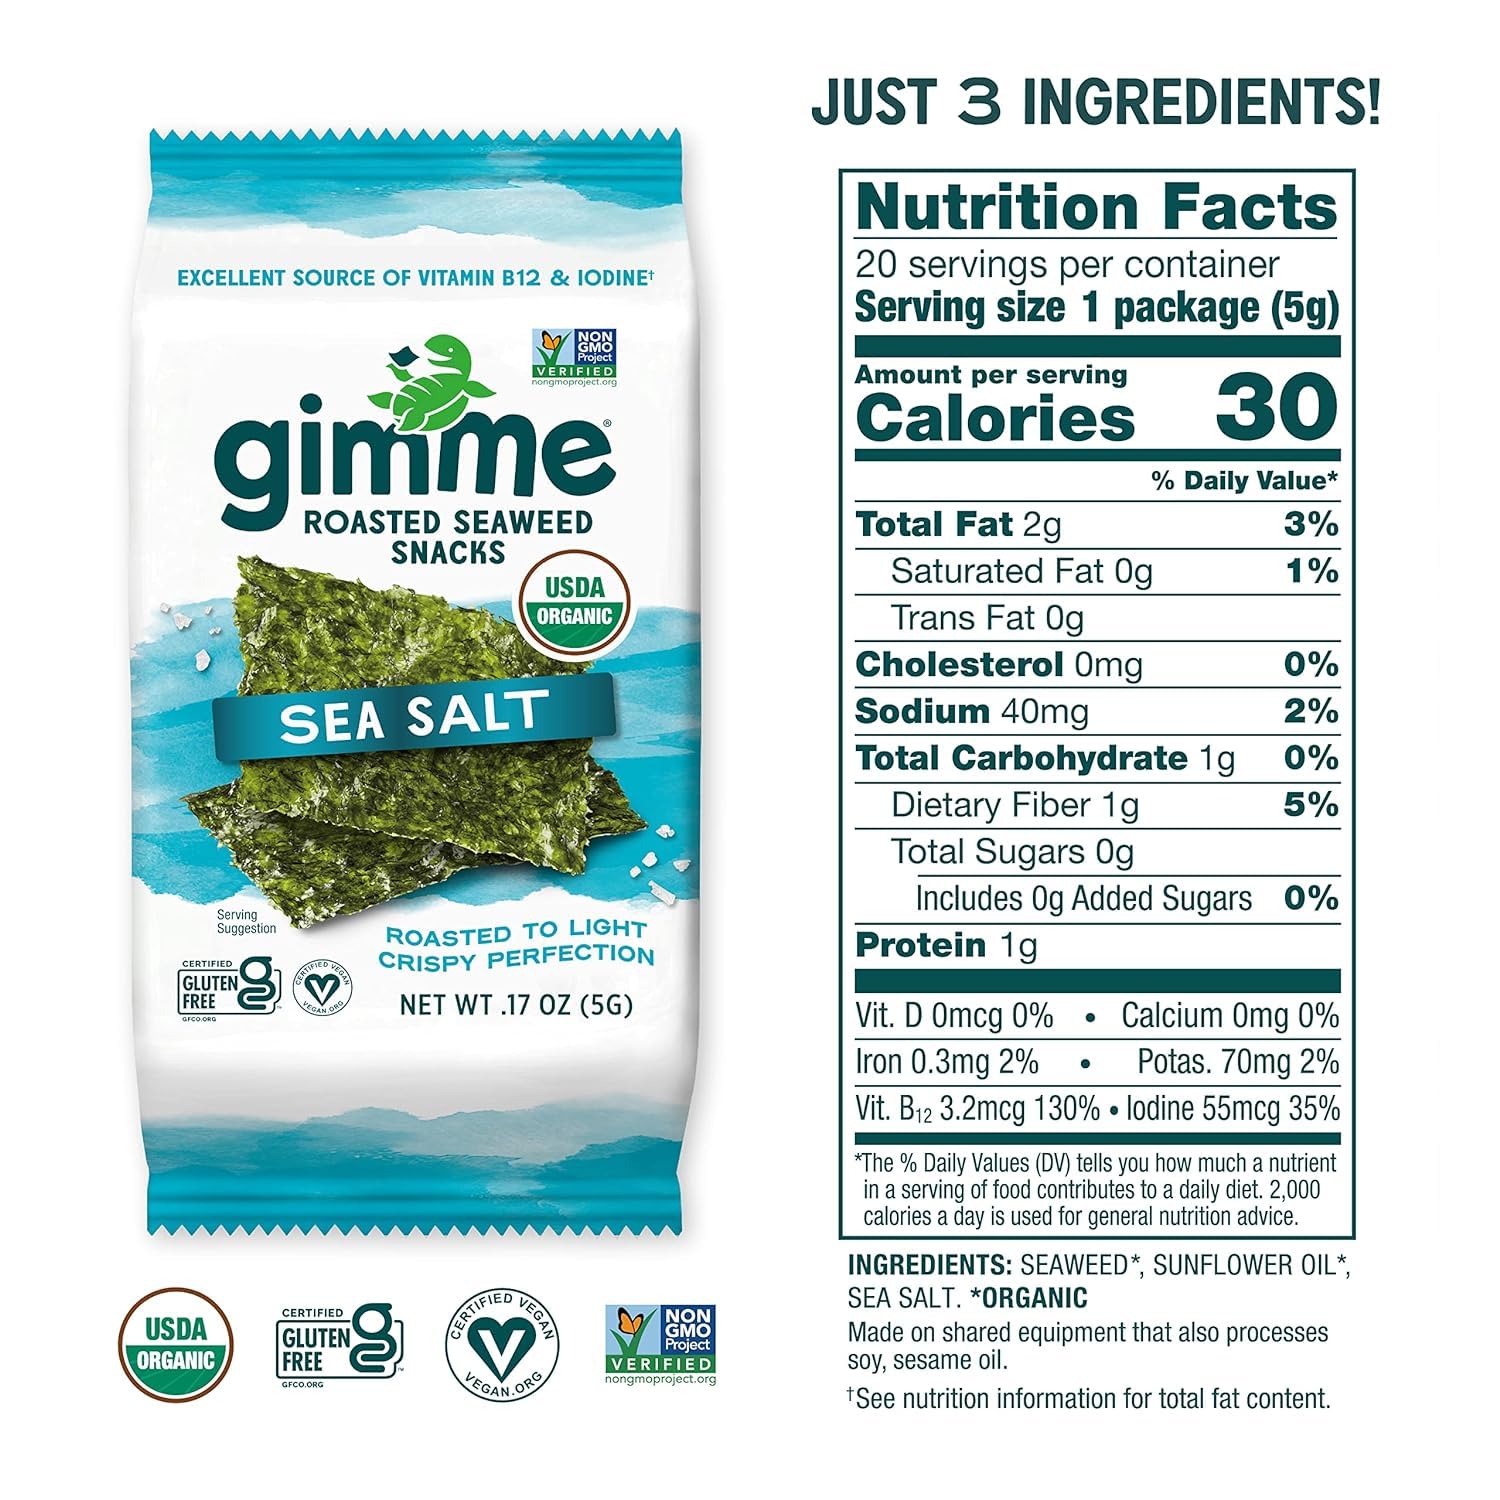 JUST 3 INGREDIENTS!
EXCELLENT SOURCE OF VITAMIN B12 & IODINE†
NON
GMO
Project
VERIFIED
nongmoproject.org
gimme®
ROASTED SEAWEED
SNACKS
USDA
ORGANIC
SEA SALT
Serving
Suggestion
ROASTED TO LIGHT
CRISPY PERFECTION
CERTIFIED
GLUTEN
FREE
GFCO.ORG
CERTIFIED VEGAN
VEGAN.ORG
NET WT .17 OZ (5G)
USDA
ORGANIC
CERTIFIED
GLUTEN
FREE
GFCO.ORG
CERTIFIED VEGAN
VEGAN.ORG
NON
GMO
Project
VERIFIED
nongmoproject.org
Nutrition Facts
20 servings per container
Serving size 1 package (5g)
Amount per serving
Calories 30
% Daily Value*
Total Fat 2g 3%
Saturated Fat 0g 1%
Trans Fat 0g
Cholesterol 0mg 0%
Sodium 40mg 2%
Total Carbohydrate 1g 0%
Dietary Fiber 1g 5%
Total Sugars 0g
Includes 0g Added Sugars 0%
Protein 1g
Vit. D 0mcg 0% • Calcium 0mg 0%
Iron 0.3mg 2% • Potas. 70mg 2%
Vit. B12 3.2mcg 130% • Iodine 55mcg 35%
*The % Daily Values (DV) tells you how much a nutrient
in a serving of food contributes to a daily diet. 2,000
calories a day is used for general nutrition advice.
INGREDIENTS: SEAWEED*, SUNFLOWER OIL*,
SEA SALT. *ORGANIC
Made on shared equipment that also processes
soy, sesame oil.
†See nutrition information for total fat content.